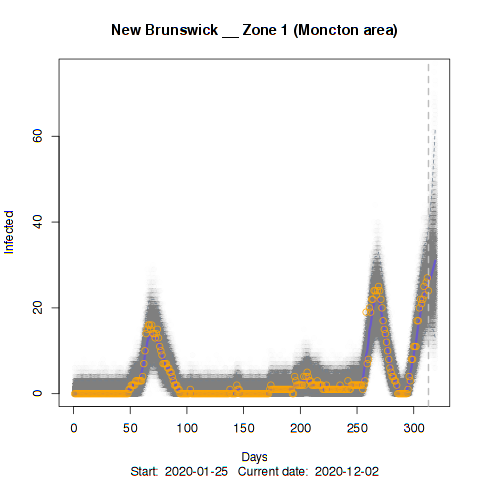 New Brunswick __ Zone 1 (Moncton area)
60
40
20
0
Infected
0 50 100 150 200 250 300
Days
Start: 2020-01-25 Current date: 2020-12-02